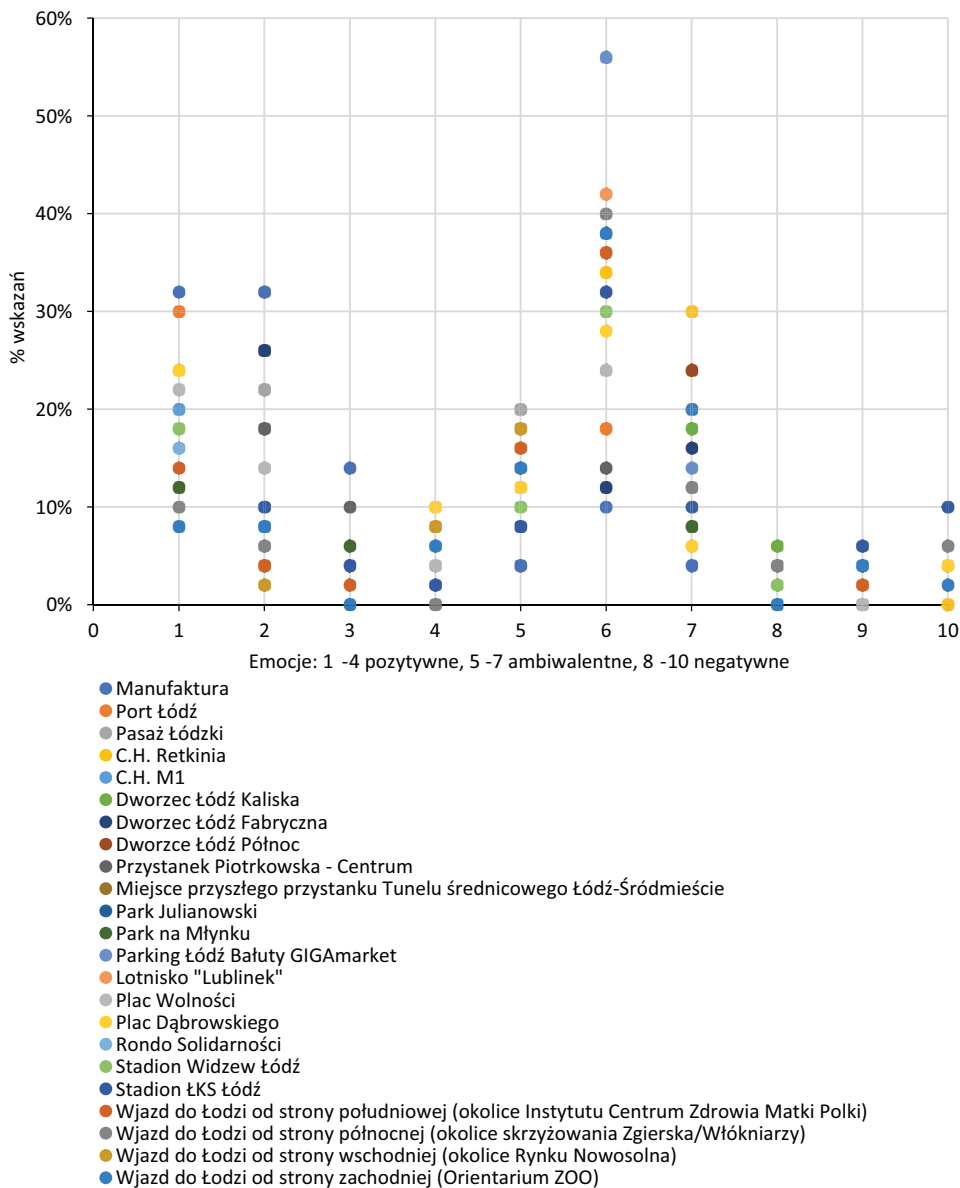 60%
50%
40%
30%
20%
10%
0%
% wskazań
0 1 2 3 4 5 6 7 8 9 10
Emocje: 1 -4 pozytywne, 5 -7 ambiwalentne, 8 -10 negatywne
Manufaktura
Port Łódź
Pasaż Łódzki
C.H. Retkinia
C.H. M1
Dworzec Łódź Kaliska
Dworzec Łódź Fabryczna
Dworzce Łódź Północ
Przystanek Piotrkowska - Centrum
Miejsce przyszłego przystanku Tunelu średnicowego Łódź-Śródmieście
Park Julianowski
Park na Młynku
Parking Łódź Bałuty GIGAmarket
Lotnisko "Lublinek"
Plac Wolności
Plac Dąbrowskiego
Rondo Solidarności
Stadion Widzew Łódź
Stadion ŁKS Łódź
Wjazd do Łodzi od strony południowej (okolice Instytutu Centrum Zdrowia Matki Polki)
Wjazd do Łodzi od strony północnej (okolice skrzyżowania Zgierska/Włókniarzy)
Wjazd do Łodzi od strony wschodniej (okolice Rynku Nowosolna)
Wjazd do Łodzi od strony zachodniej (Orientarium ZOO)